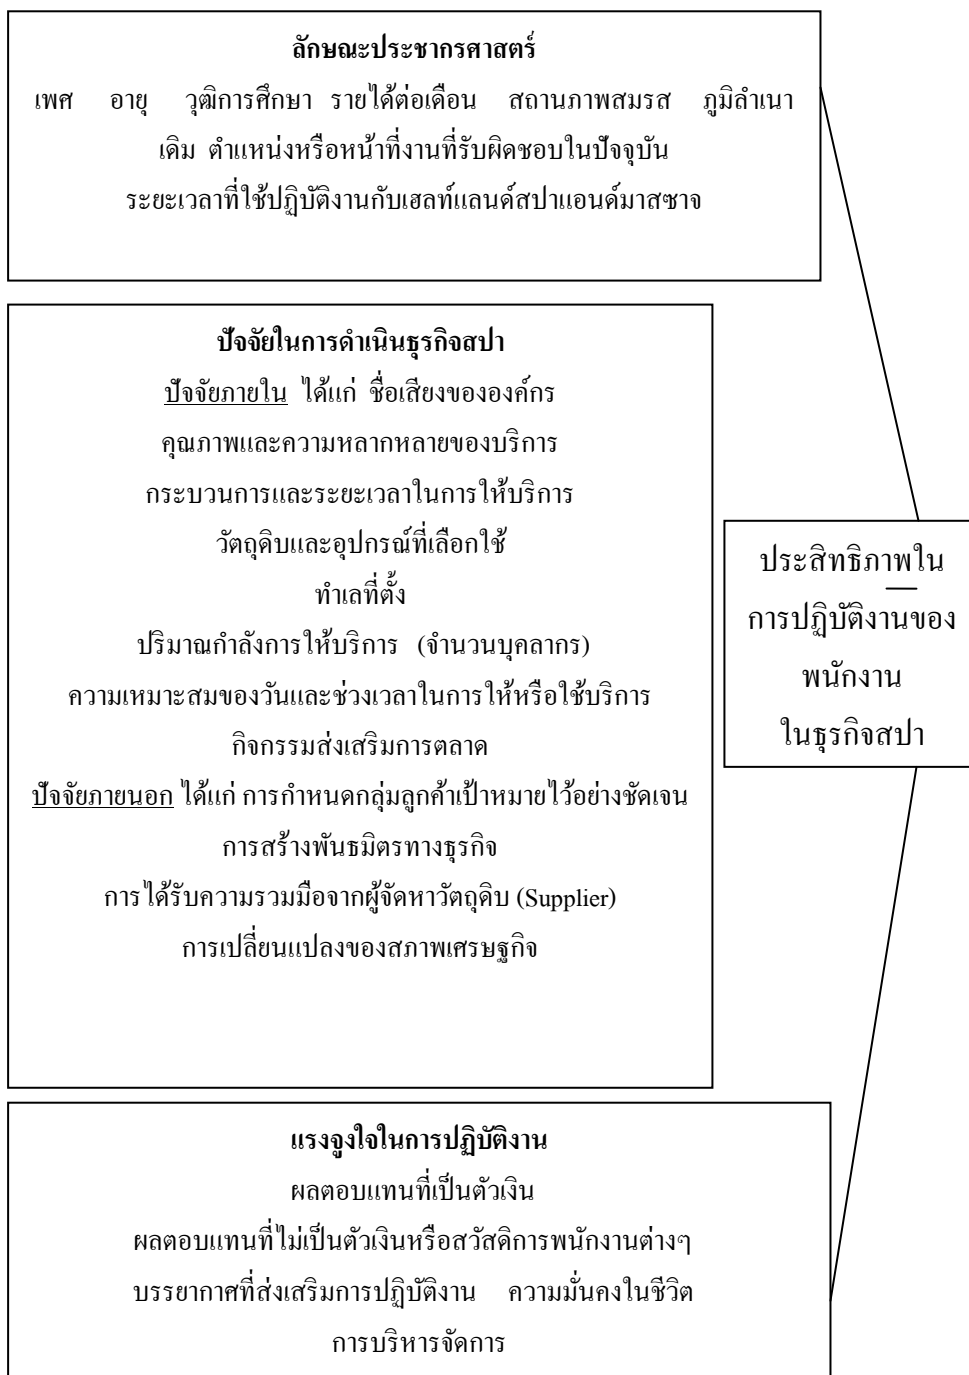 ลักษณะประชากรศาสตร์
เพศ อายุ วุฒิการศึกษา รายได้ต่อเดือน สถานภาพสมรส ภูมิลำเนา
เดิม ตำแหน่งหรือหน้าที่งานที่รับผิดชอบในปัจจุบัน
ระยะเวลาที่ใช้ปฏิบัติงานกับเฮลท์แลนด์สปาแอนด์มาสซาจ
ปัจจัยในการดำเนินธุรกิจสปา
ปัจจัยภายใน ได้แก่ ชื่อเสียงขององค์กร
คุณภาพและความหลากหลายของบริการ
กระบวนการและระยะเวลาในการให้บริการ
วัตถุดิบและอุปกรณ์ที่เลือกใช้
ทำเลที่ตั้ง
ปริมาณกำลังการให้บริการ (จำนวนบุคลากร)
ความเหมาะสมของวันและช่วงเวลาในการให้หรือใช้บริการ
กิจกรรมส่งเสริมการตลาด
ปัจจัยภายนอก ได้แก่ การกำหนดกลุ่มลูกค้าเป้าหมายไว้อย่างชัดเจน
การสร้างพันธมิตรทางธุรกิจ
การได้รับความรวมมือจากผู้จัดหาวัตถุดิบ (Supplier)
การเปลี่ยนแปลงของสภาพเศรษฐกิจ
ประสิทธิภาพใน
การปฏิบัติงานของ
พนักงาน
ในธุรกิจสปา
แรงจูงใจในการปฏิบัติงาน
ผลตอบแทนที่เป็นตัวเงิน
ผลตอบแทนที่ไม่เป็นตัวเงินหรือสวัสดิการพนักงานต่างๆ
บรรยากาศที่ส่งเสริมการปฏิบัติงาน ความมั่นคงในชีวิต
การบริหารจัดการ